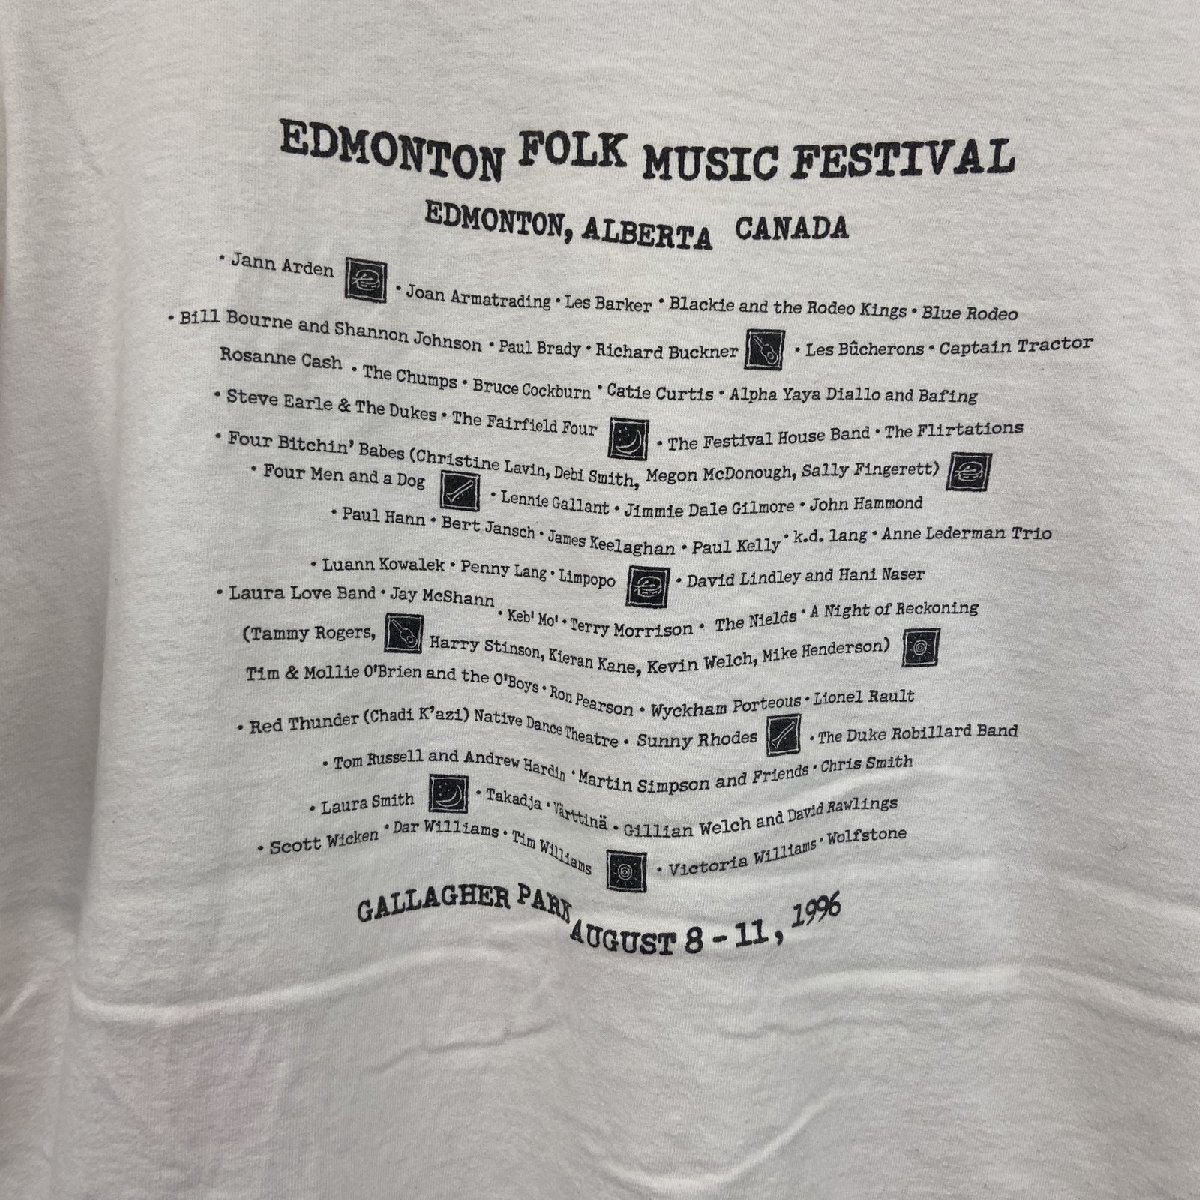 EDMONTON FOLK MUSIC FESTIVAL
EDMONTON, ALBERTA CANADA
• Jann Arden • Joan Armatrading • Les Barker • Blackie and the Rodeo Kings • Blue Rodeo
• Bill Bourne and Shannon Johnson • Paul Brady • Richard Buckner • Les Bûcherons • Captain Tractor
Rosanne Cash • The Chumps • Bruce Cockburn • Catie Curtis • Alpha Yaya Diallo and Bafing
• Steve Earle & The Dukes • The Fairfield Four • The Festival House Band • The Flirtations
• Four Bitchin' Babes (Christine Lavin, Debi Smith, Megon McDonough, Sally Fingerett)
• Four Men and a Dog • Lennie Gallant • Jimmie Dale Gilmore • John Hammond
• Paul Hann • Bert Jansch • James Keelaghan • Paul Kelly • k.d. lang • Anne Lederman Trio
• Luann Kowalek • Penny Lang • Limpopo • David Lindley and Hani Naser
• Laura Love Band • Jay McShann • Keb' Mo' • Terry Morrison • The Nields • A Night of Reckoning
(Tammy Rogers, Harry Stinson, Kieran Kane, Kevin Welch, Mike Henderson)
Tim & Mollie O'Brien and the O'Boys • Ron Pearson • Wyckham Porteous • Lionel Rault
• Red Thunder (Chadi K'azi) Native Dance Theatre • Sunny Rhodes • The Duke Robillard Band
• Tom Russell and Andrew Hardin • Martin Simpson and Friends • Chris Smith
• Laura Smith • Takadja • Värttinä • Gillian Welch and David Rawlings
• Scott Wicken • Dar Williams • Tim Williams • Victoria Williams • Wolfstone
GALLAGHER PARK AUGUST 8 - 11, 1996